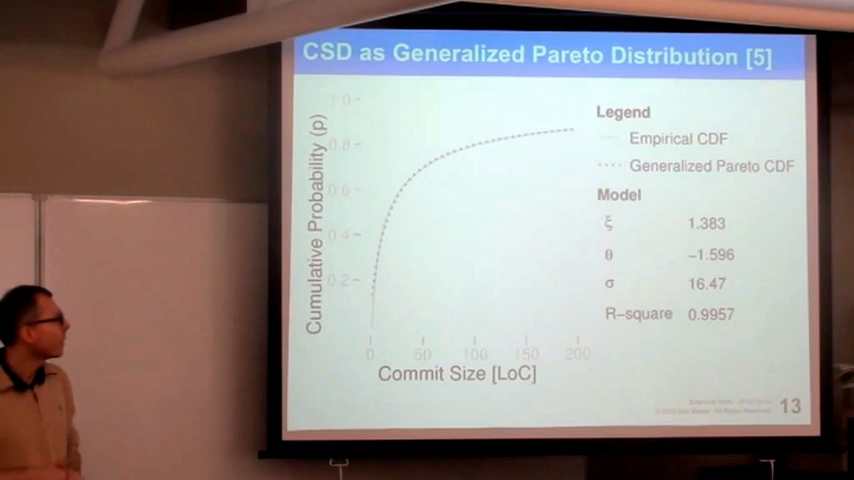 CSD as Generalized Pareto Distribution [5]
Cumulative Probability (p)
1.0
0.8
0.6
0.4
0.2
0 50 100 150 200
Commit Size [LoC]
Legend
Empirical CDF
Generalized Pareto CDF
Model
ξ 1.383
θ −1.596
σ 16.47
R−square 0.9957
13